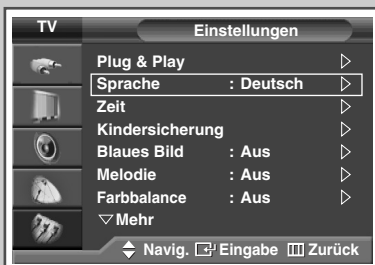 TV Einstellungen
Plug & Play
Sprache : Deutsch
Zeit
Kindersicherung
Blaues Bild : Aus
Melodie : Aus
Farbbalance : Aus
Mehr
Navig. Eingabe Zurück